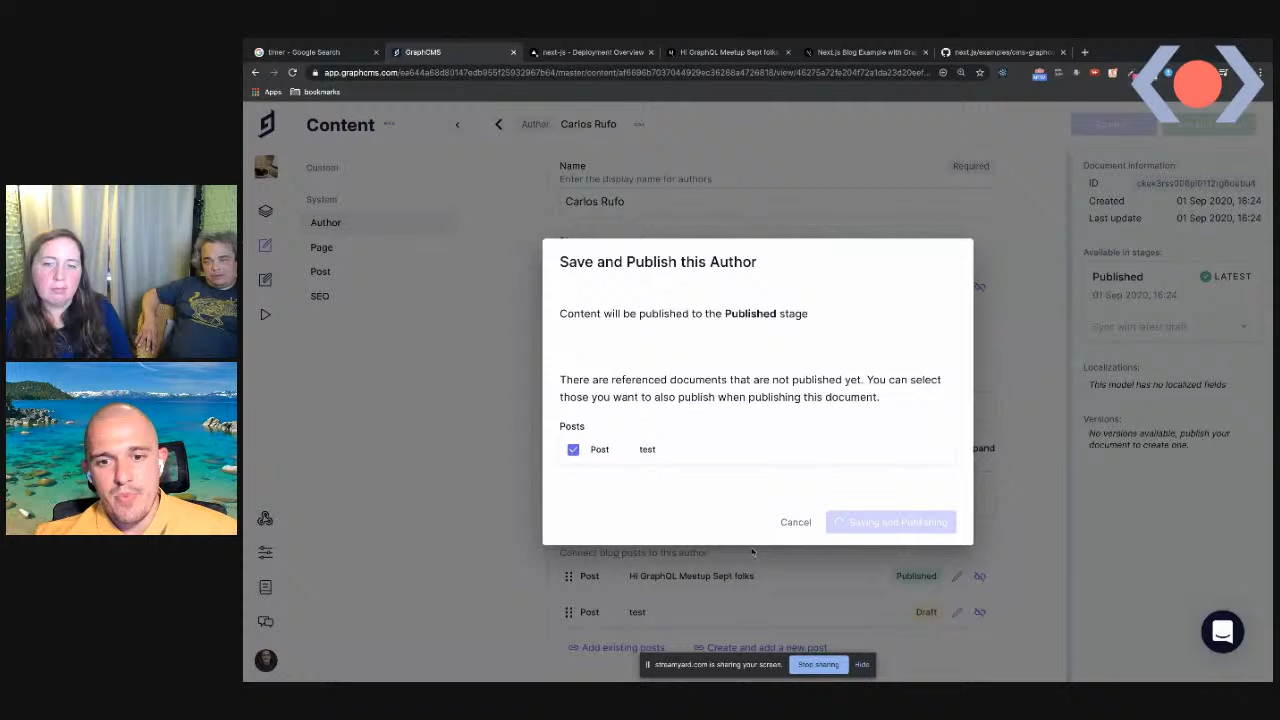 timer - Google Search
GraphCMS
next-js - Deployment Overview
Hi GraphQL Meetup Sept folks
Next.js Blog Example with Gra
next.js/examples/cms-graphc
Apps
bookmarks
Content
Author
Carlos Rufo
Custom
System
Author
Page
Post
SEO
Name
Required
Enter the display name for authors
Carlos Rufo
Save and Publish this Author
Content will be published to the Published stage
There are referenced documents that are not published yet. You can select
those you want to also publish when publishing this document.
Posts
Post
test
Cancel
Saving and Publishing
pand
Connect blog posts to this author
Post
Hi GraphQL Meetup Sept folks
Published
Post
test
Draft
Add existing posts
Create and add a new post
streamyard.com is sharing your screen.
Stop sharing
Hide
Document information
ID
Created
01 Sep 2020, 16:24
Last update
01 Sep 2020, 16:24
Available in stages:
Published
LATEST
01 Sep 2020, 16:24
Sync with latest draft
Localizations:
This model has no localized fields
Versions:
No versions available, publish your
document to create one.